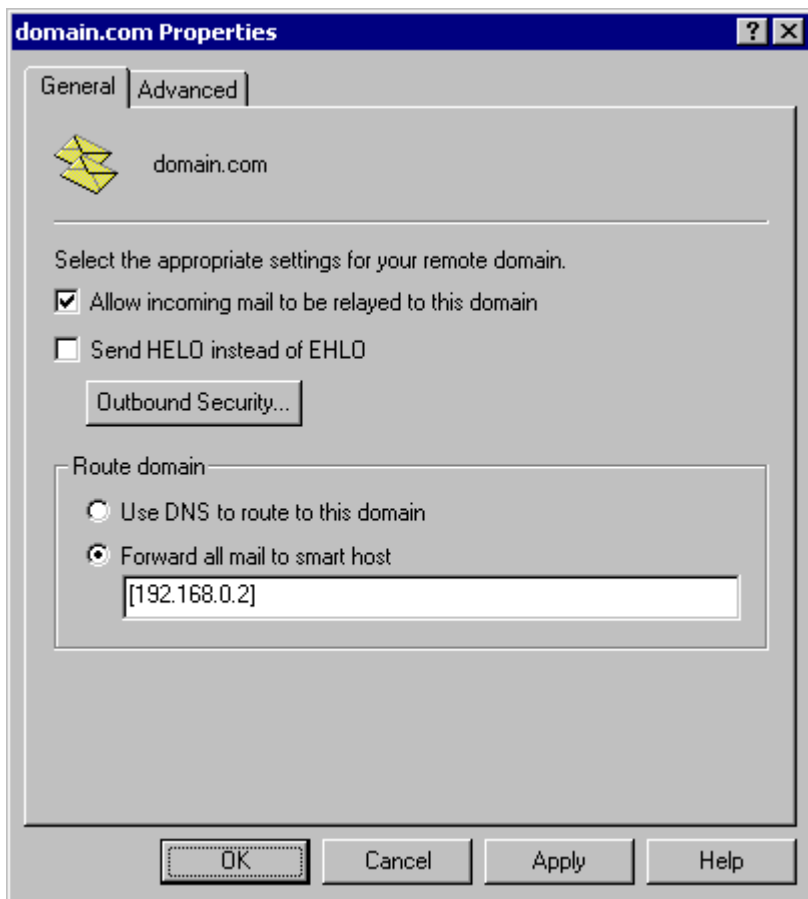 domain.com Properties
General Advanced
domain.com
Select the appropriate settings for your remote domain.
Allow incoming mail to be relayed to this domain
Send HELO instead of EHLO
Outbound Security...
Route domain
Use DNS to route to this domain
Forward all mail to smart host
[192.168.0.2]
OK Cancel Apply Help